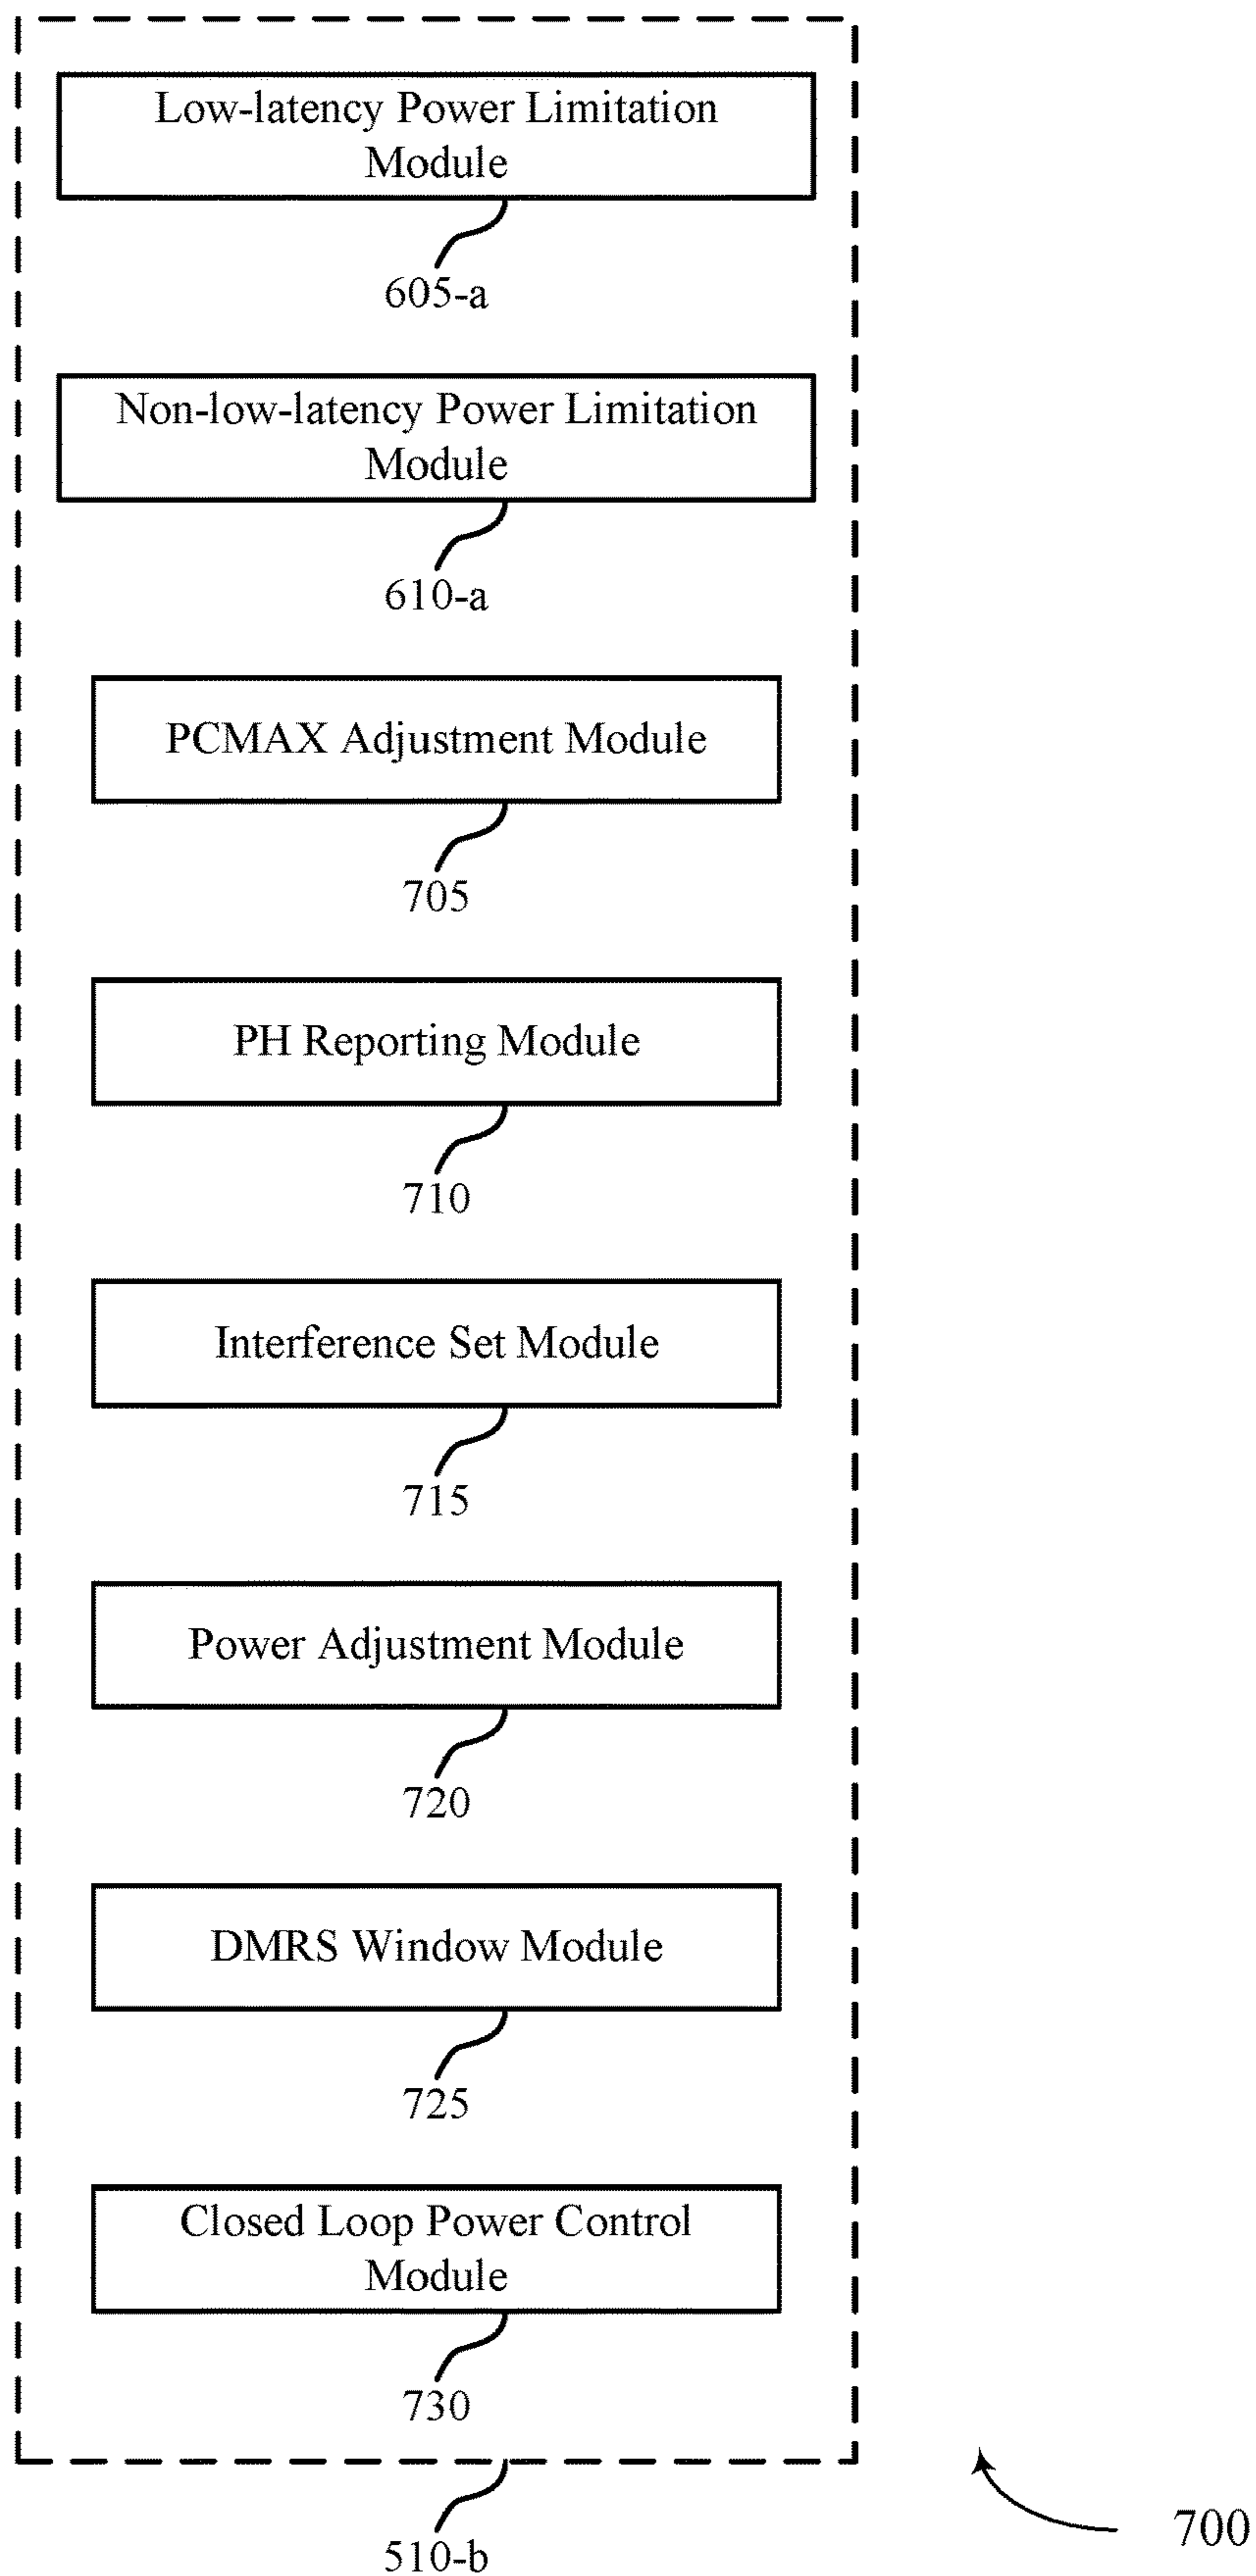 Low-latency Power Limitation
Module
605-a
Non-low-latency Power Limitation
Module
610-a
PCMAX Adjustment Module
705
PH Reporting Module
710
Interference Set Module
715
Power Adjustment Module
720
DMRS Window Module
725
Closed Loop Power Control
Module
730
510-b
700